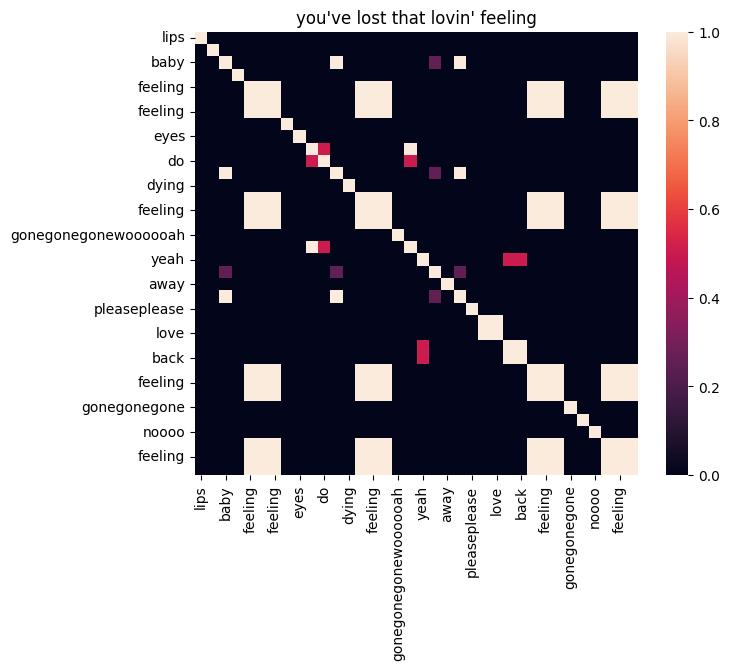 you've lost that lovin' feeling
lips
baby
feeling
feeling
eyes
do
dying
feeling
gonegonegonewoooooah
yeah
away
pleaseplease
love
back
feeling
gonegonegone
noooo
feeling
lips
baby
feeling
feeling
eyes
do
dying
feeling
gonegonegonewoooooah
yeah
away
pleaseplease
love
back
feeling
gonegonegone
noooo
feeling
1.0
0.8
0.6
0.4
0.2
0.0